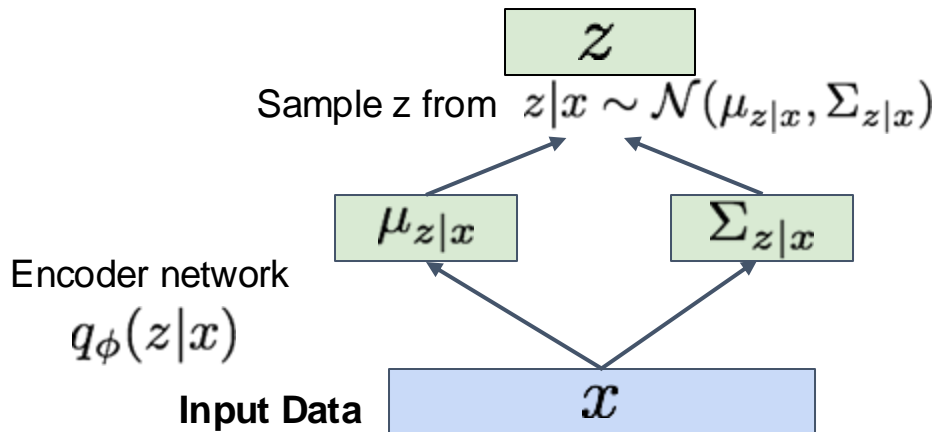 z
Sample z from z|x ∼ 𝒩(μ_{z|x}, Σ_{z|x})
μ_{z|x} Σ_{z|x}
Encoder network
q_ϕ(z|x)
Input Data x